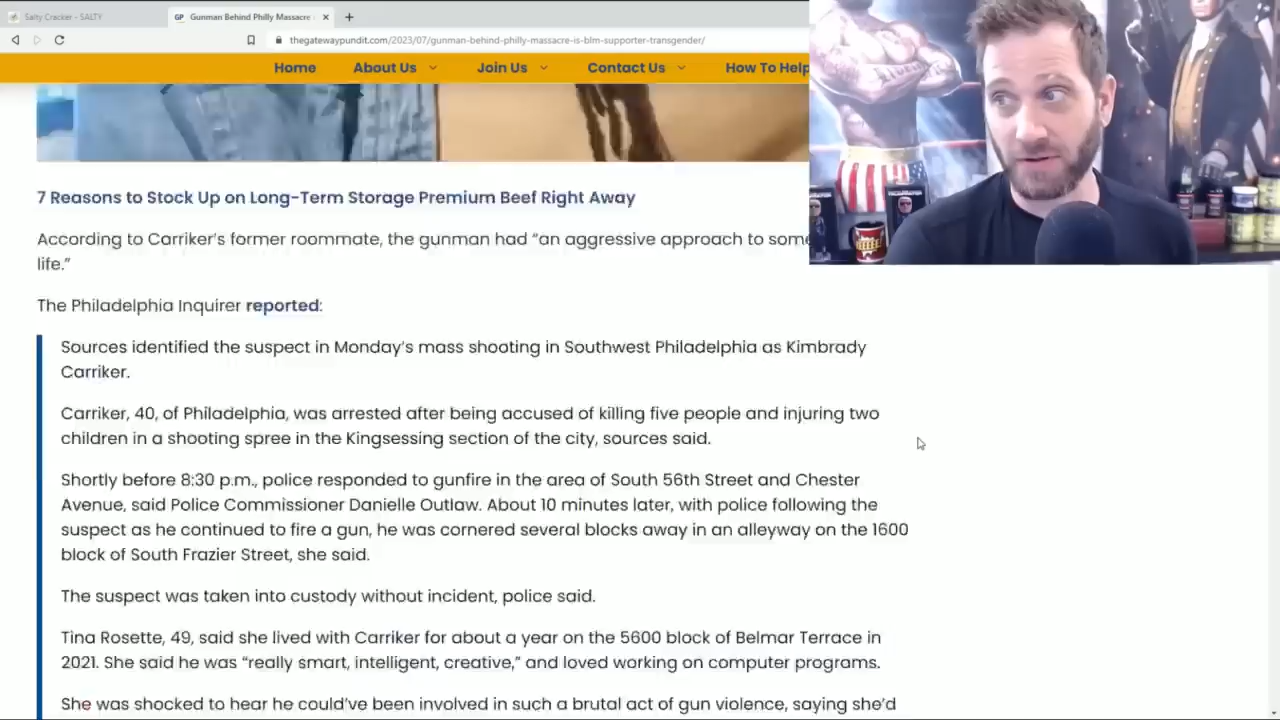 Salty Cracker - SALTY
GP Gunman Behind Philly Massacre
thegatewaypundit.com/2023/07/gunman-behind-philly-massacre-is-blm-supporter-transgender/
Home About Us Join Us Contact Us How To Help
7 Reasons to Stock Up on Long-Term Storage Premium Beef Right Away
According to Carriker's former roommate, the gunman had “an aggressive approach to some
life.”
The Philadelphia Inquirer reported:
Sources identified the suspect in Monday's mass shooting in Southwest Philadelphia as Kimbrady
Carriker.
Carriker, 40, of Philadelphia, was arrested after being accused of killing five people and injuring two
children in a shooting spree in the Kingsessing section of the city, sources said.
Shortly before 8:30 p.m., police responded to gunfire in the area of South 56th Street and Chester
Avenue, said Police Commissioner Danielle Outlaw. About 10 minutes later, with police following the
suspect as he continued to fire a gun, he was cornered several blocks away in an alleyway on the 1600
block of South Frazier Street, she said.
The suspect was taken into custody without incident, police said.
Tina Rosette, 49, said she lived with Carriker for about a year on the 5600 block of Belmar Terrace in
2021. She said he was “really smart, intelligent, creative,” and loved working on computer programs.
She was shocked to hear he could've been involved in such a brutal act of gun violence, saying she'd